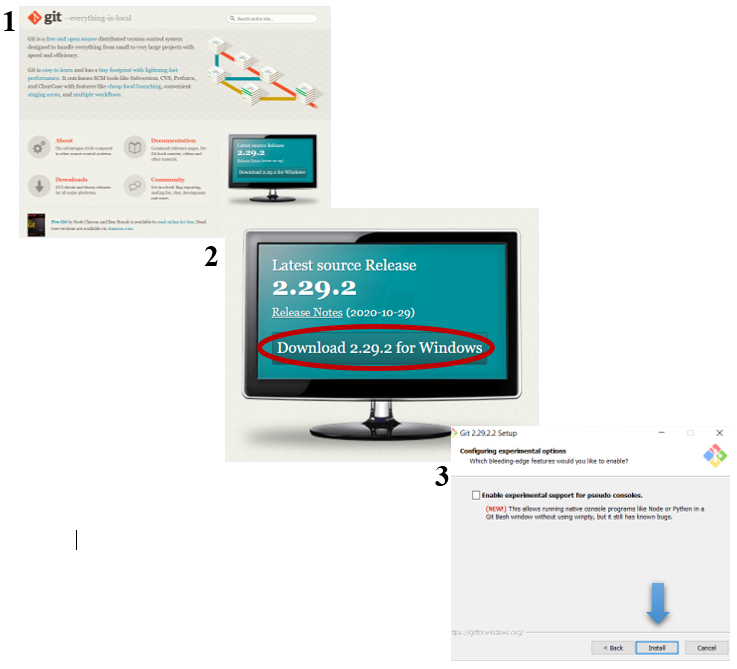 1
git --everything-is-local
Search entire site...
Git is a free and open source distributed version control system
designed to handle everything from small to very large projects with
speed and efficiency.
Git is easy to learn and has a tiny footprint with lightning fast
performance. It outclasses SCM tools like Subversion, CVS, Perforce,
and ClearCase with features like cheap local branching, convenient
staging areas, and multiple workflows.
About
The advantages of Git compared
to other source control systems.
Documentation
Command reference pages, Pro
Git book content, videos and
other material.
Downloads
GUI clients and binary releases
for all major platforms.
Community
Get involved! Bug reporting,
mailing list, chat, development
and more.
Latest source Release
2.29.2
Release Notes (2020-10-29)
Download 2.29.2 for Windows
Pro Git by Scott Chacon and Ben Straub is available to read online for free. Dead
tree versions are available on Amazon.com.
2
Latest source Release
2.29.2
Release Notes (2020-10-29)
Download 2.29.2 for Windows
3
Git 2.29.2.2 Setup
Configuring experimental options
Which bleeding-edge features would you like to enable?
Enable experimental support for pseudo consoles.
(NEW!) This allows running native console programs like Node or Python in a
Git Bash window without using winpty, but it still has known bugs.
ttps://gitforwindows.org/
< Back
Install
Cancel